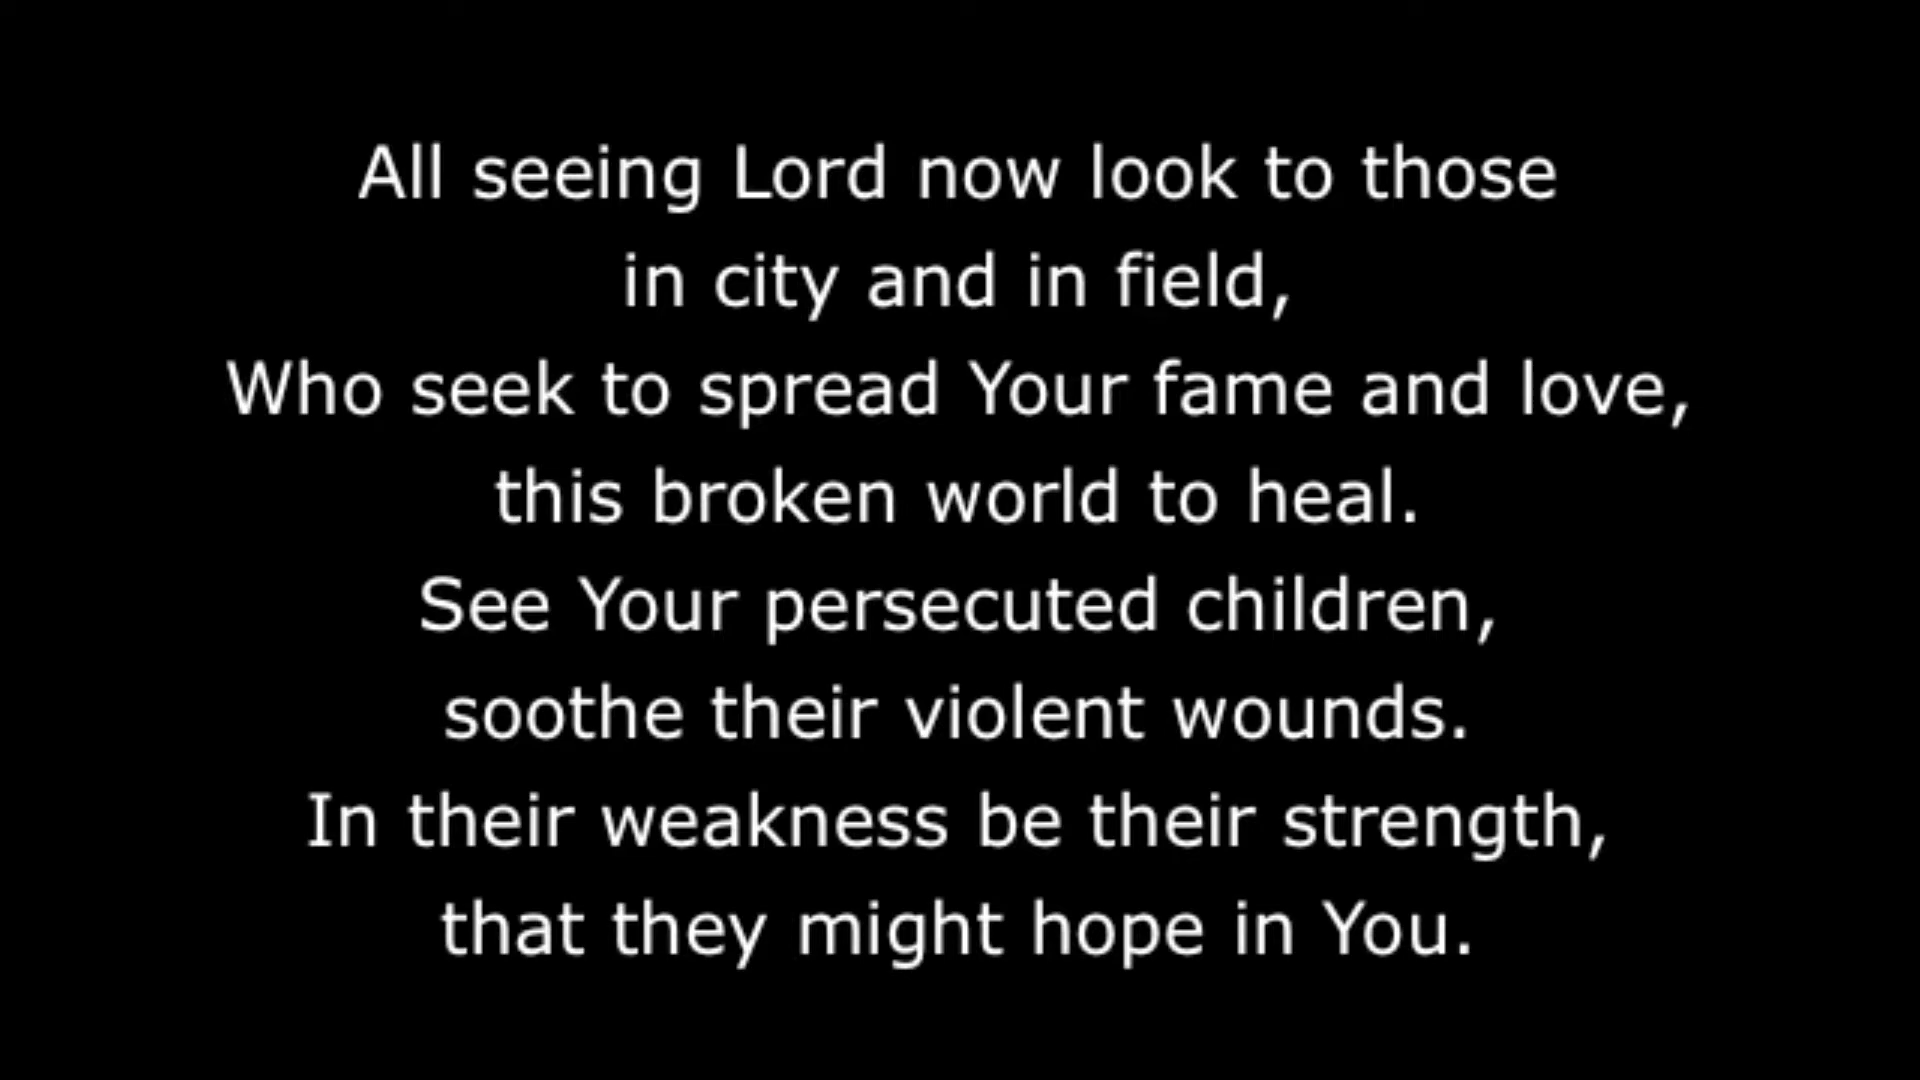 All seeing Lord now look to those
in city and in field,
Who seek to spread Your fame and love,
this broken world to heal.
See Your persecuted children,
soothe their violent wounds.
In their weakness be their strength,
that they might hope in You.